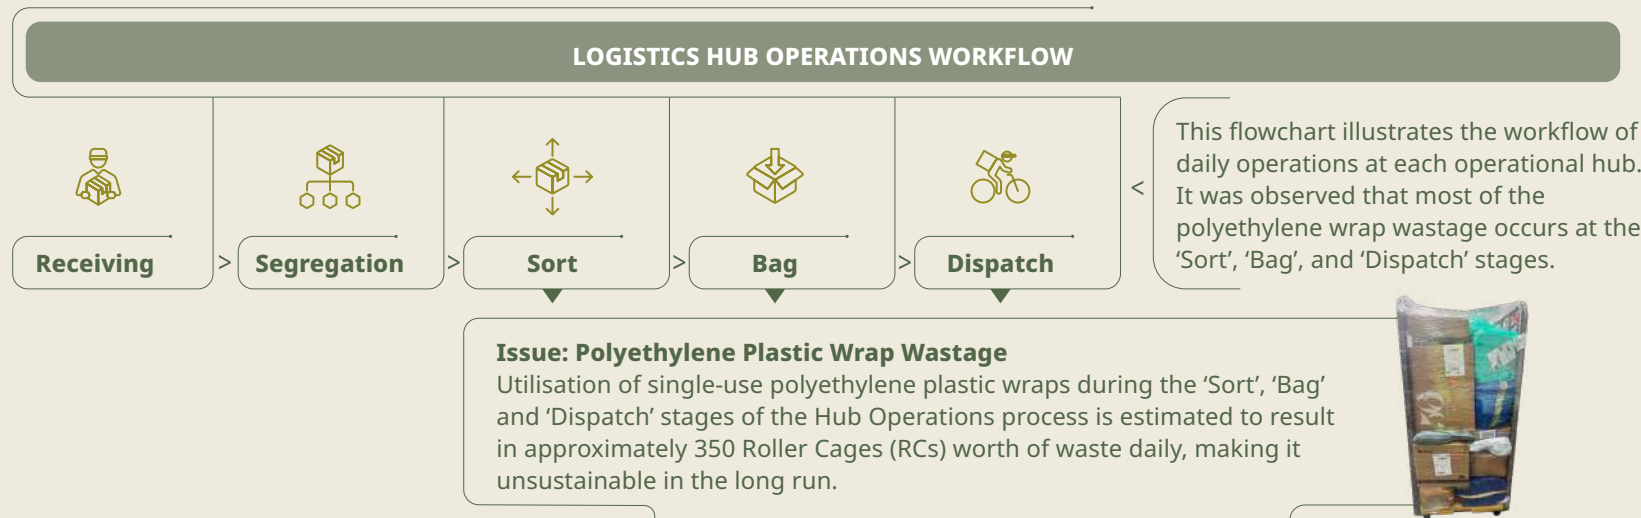 LOGISTICS HUB OPERATIONS WORKFLOW
Receiving > Segregation > Sort > Bag > Dispatch
<
This flowchart illustrates the workflow of
daily operations at each operational hub.
It was observed that most of the
polyethylene wrap wastage occurs at the
‘Sort’, ‘Bag’, and ‘Dispatch’ stages.
Issue: Polyethylene Plastic Wrap Wastage
Utilisation of single-use polyethylene plastic wraps during the ‘Sort’, ‘Bag’
and ‘Dispatch’ stages of the Hub Operations process is estimated to result
in approximately 350 Roller Cages (RCs) worth of waste daily, making it
unsustainable in the long run.